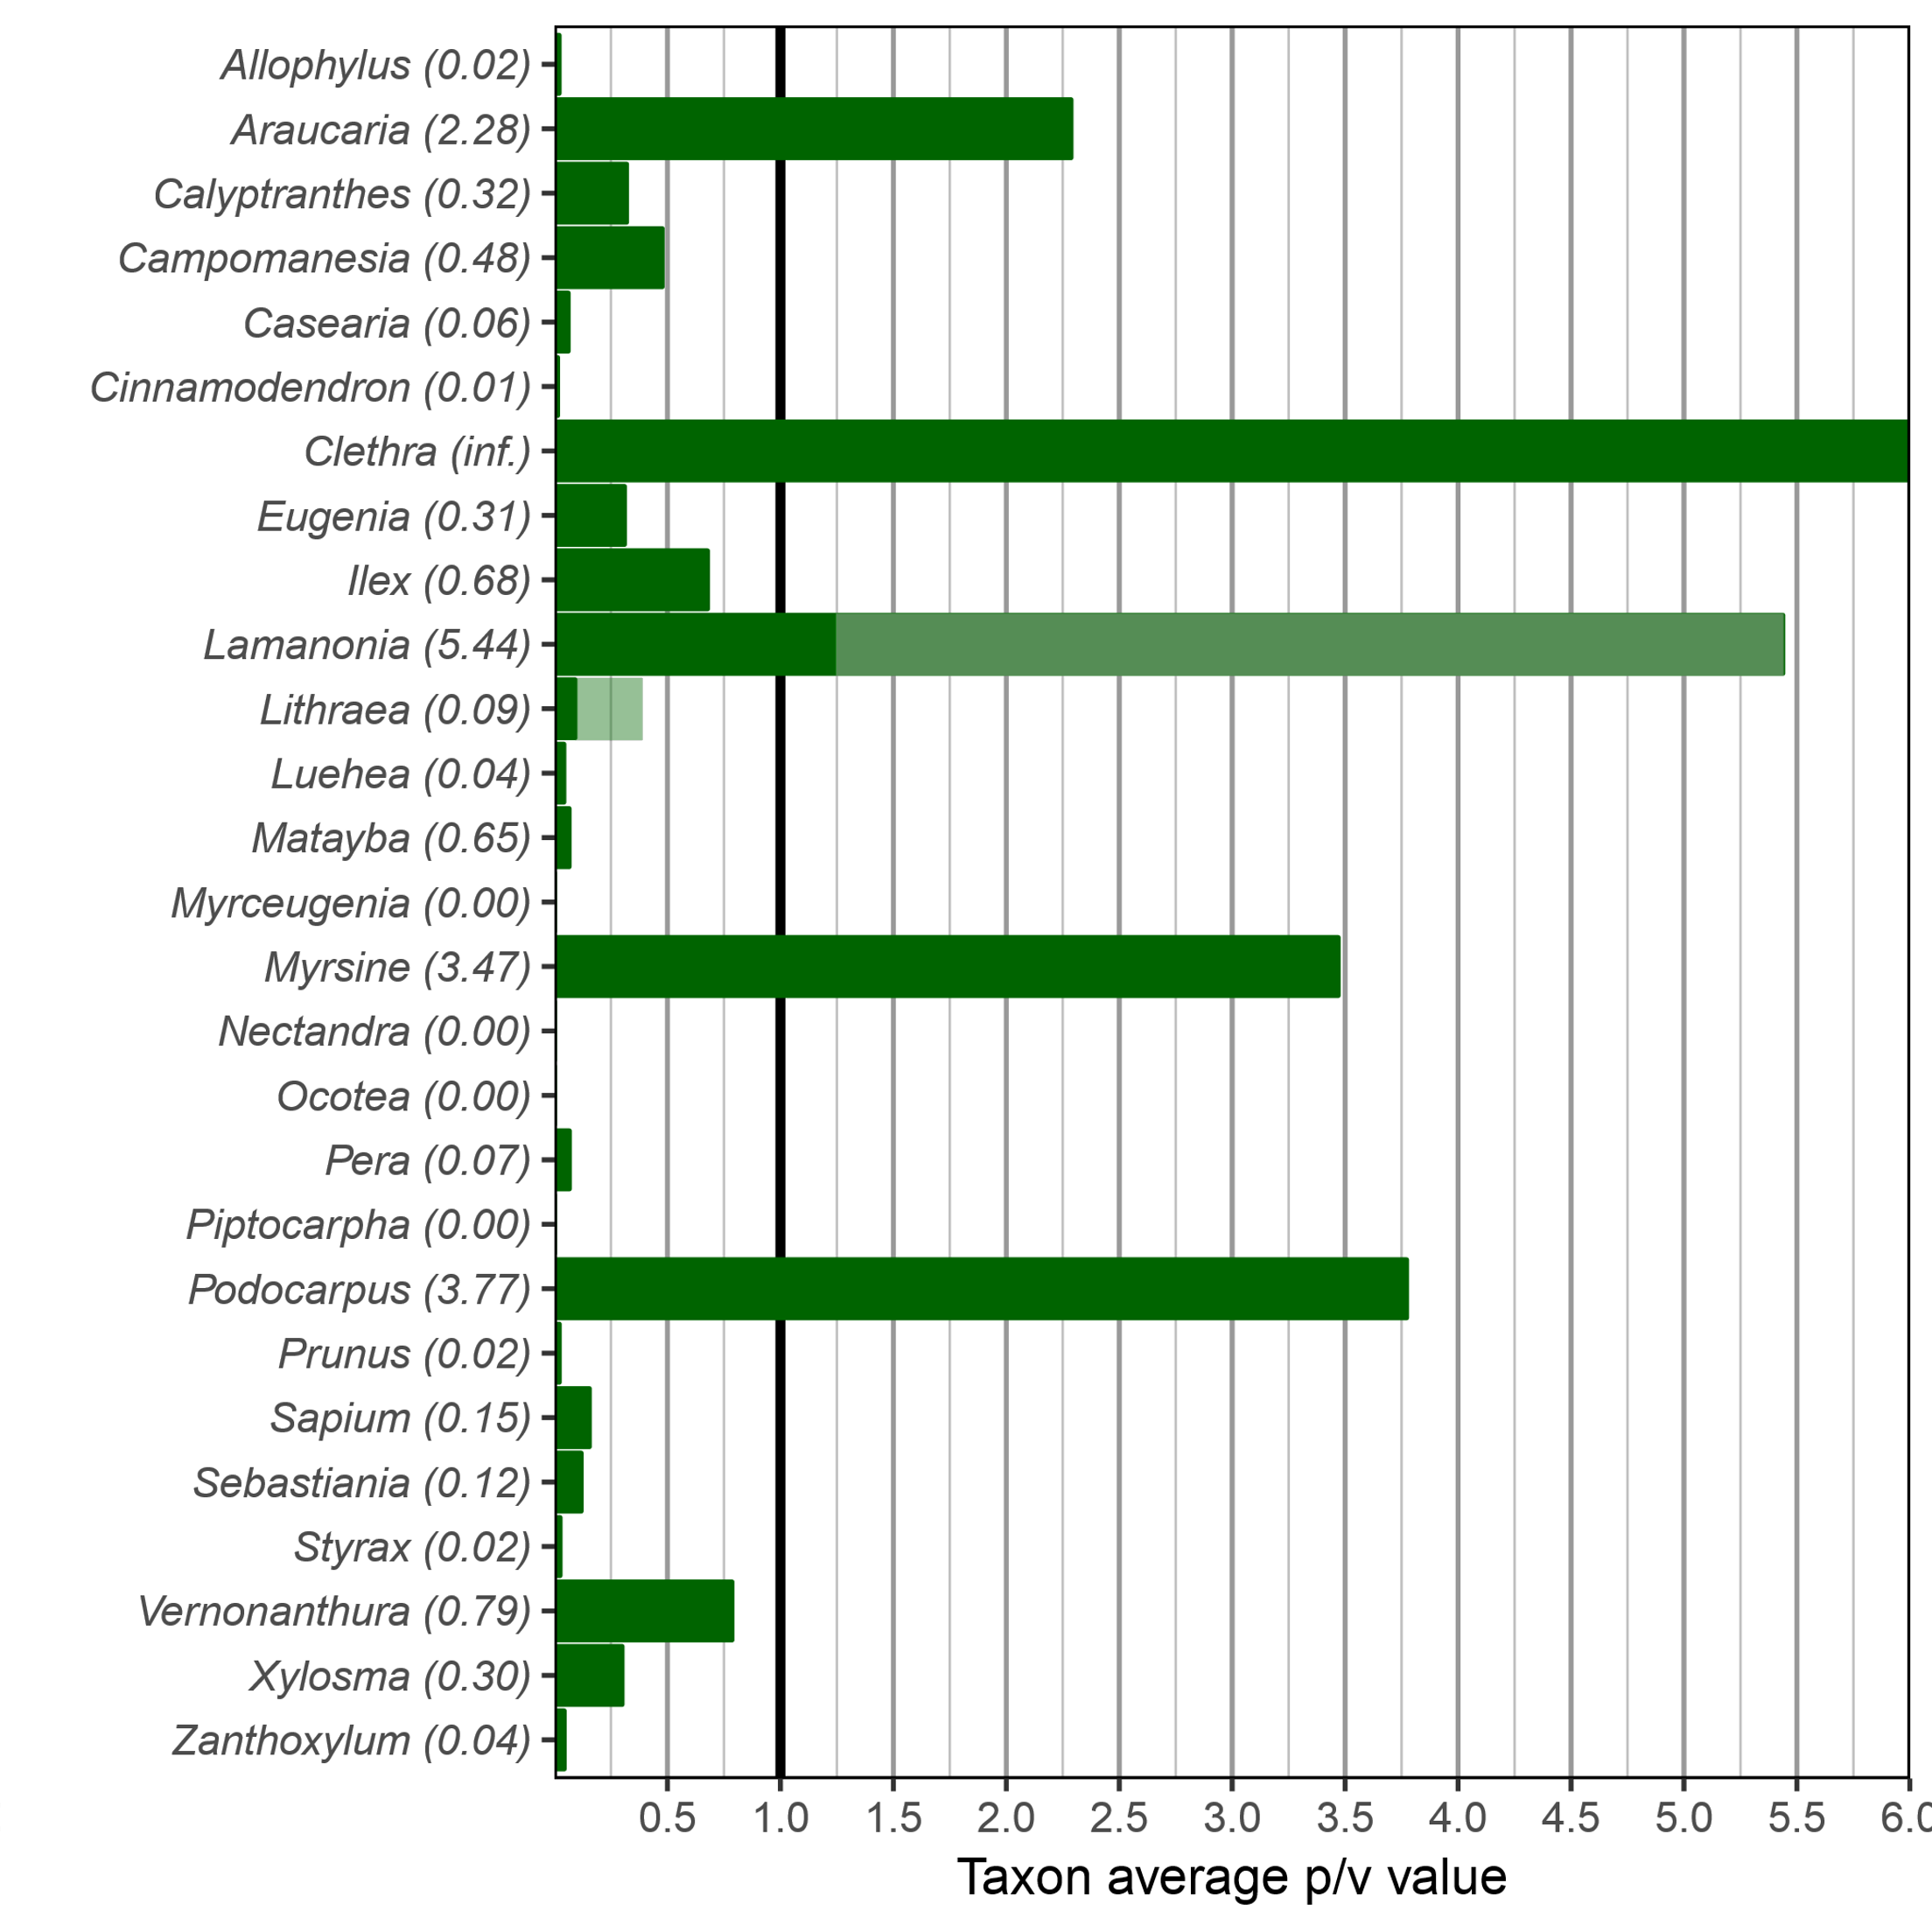 Allophylus (0.02)
Araucaria (2.28)
Calyptranthes (0.32)
Campomanesia (0.48)
Casearia (0.06)
Cinnamodendron (0.01)
Clethra (inf.)
Eugenia (0.31)
Ilex (0.68)
Lamanonia (5.44)
Lithraea (0.09)
Luehea (0.04)
Matayba (0.65)
Myrceugenia (0.00)
Myrsine (3.47)
Nectandra (0.00)
Ocotea (0.00)
Pera (0.07)
Piptocarpha (0.00)
Podocarpus (3.77)
Prunus (0.02)
Sapium (0.15)
Sebastiania (0.12)
Styrax (0.02)
Vernonanthura (0.79)
Xylosma (0.30)
Zanthoxylum (0.04)
0.5 1.0 1.5 2.0 2.5 3.0 3.5 4.0 4.5 5.0 5.5 6.0
Taxon average p/v value